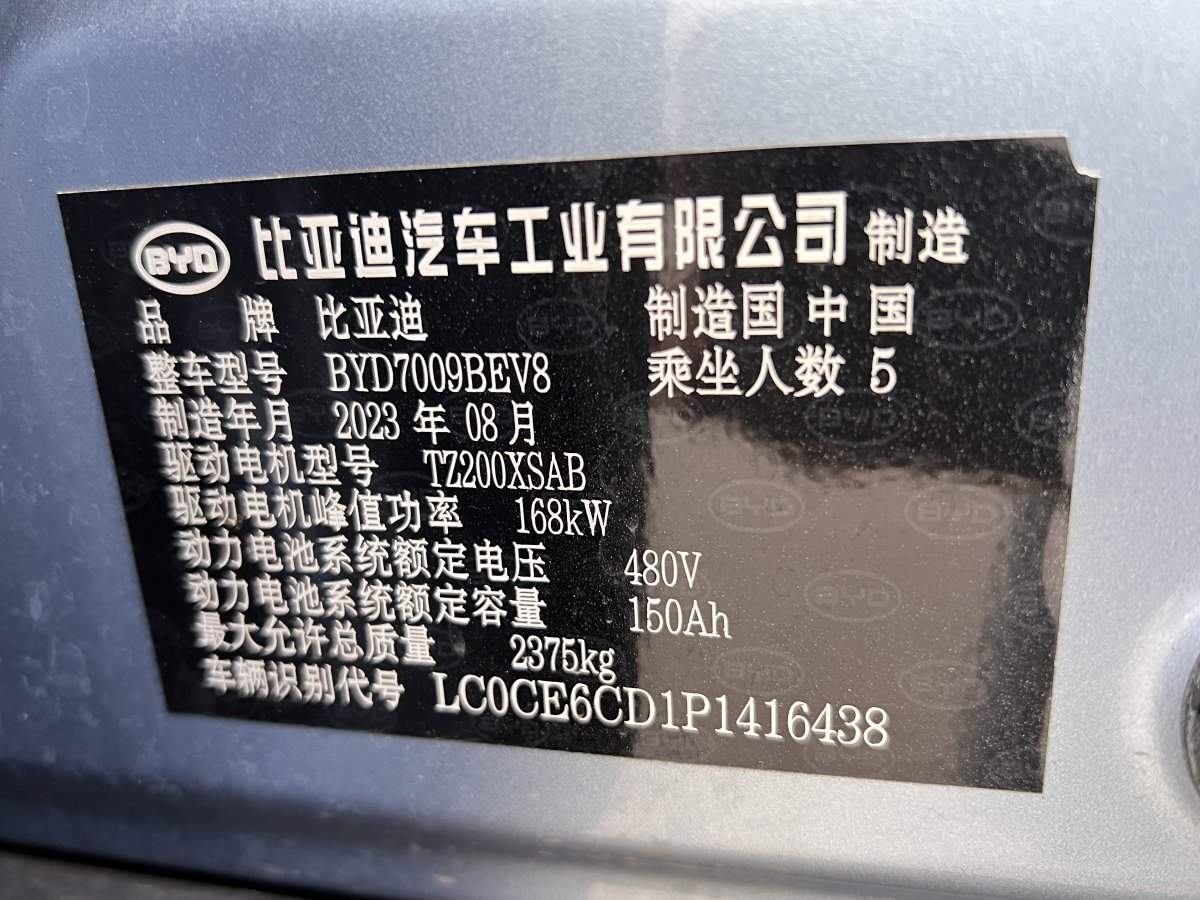 BYD 比亚迪汽车工业有限公司 制造
品 牌 比亚迪 制造国 中国
整车型号 BYD7009BEV8 乘坐人数 5
制造年月 2023 年 08 月
驱动电机型号 TZ200XSAB
驱动电机峰值功率 168kW
动力电池系统额定电压 480V
动力电池系统额定容量 150Ah
最大允许总质量 2375kg
车辆识别代号 LC0CE6CD1P1416438